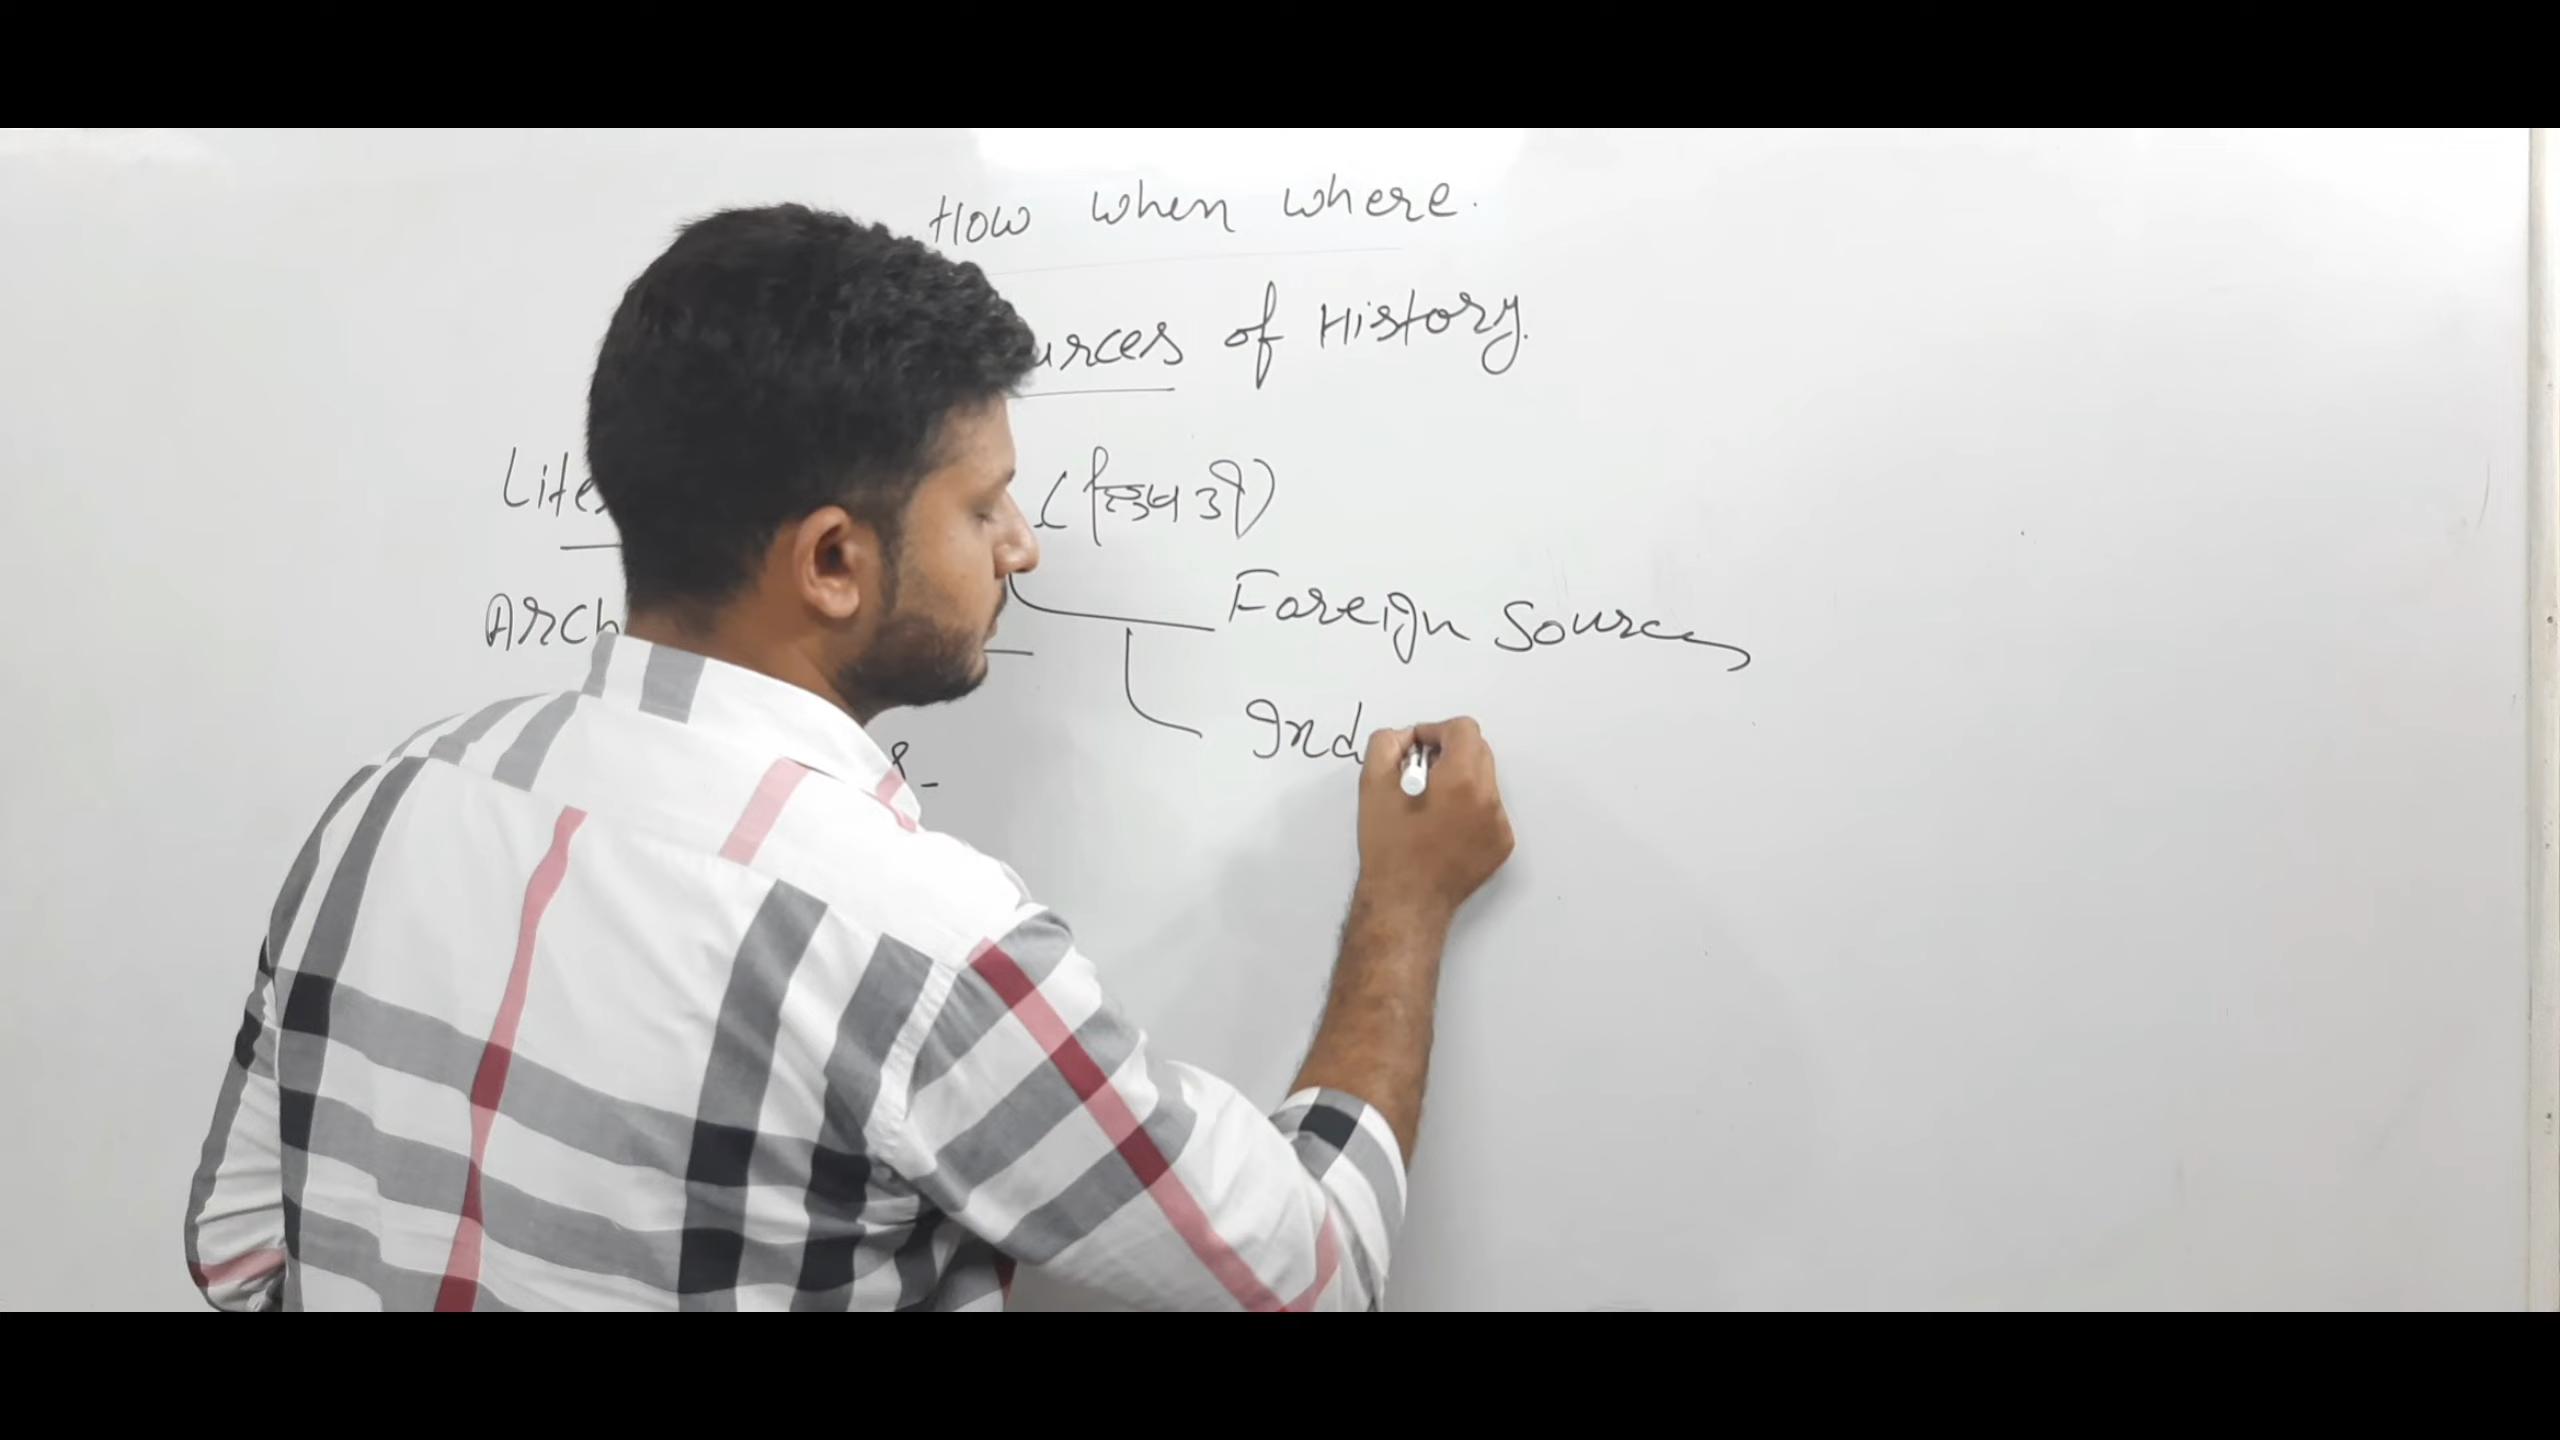 How when where.
urces of History.
Lite
Foreign Sources
Arch
Ind